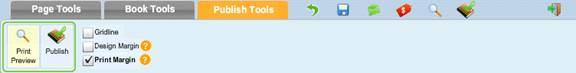 Page Tools Book Tools Publish Tools
Print Preview
Publish
Gridline
Design Margin ?
Print Margin ?